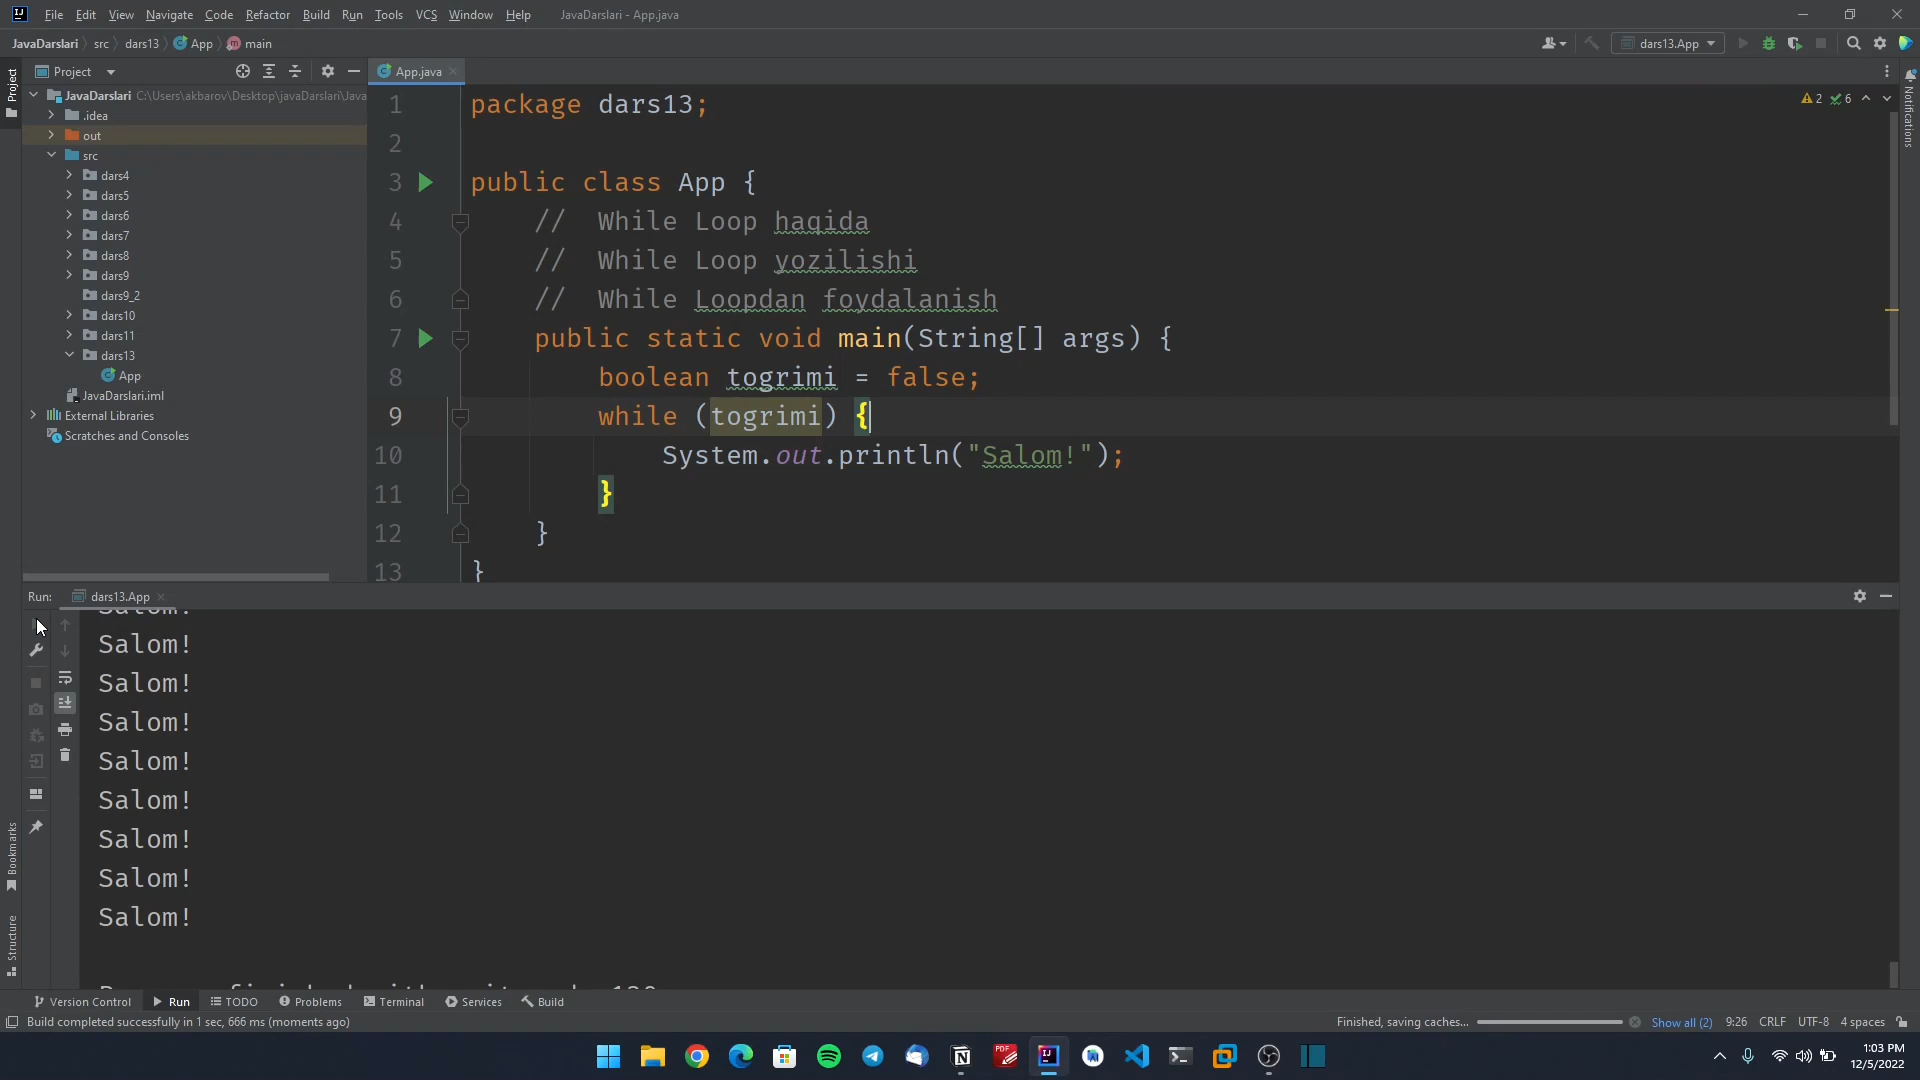 File Edit View Navigate Code Refactor Build Run Tools VCS Window Help JavaDarslari - App.java
JavaDarslari src dars13 App main
dars13.App
Project
App.java
Project
Notifications
JavaDarslari C:\Users\akbarov\Desktop\javaDarslari\Java
.idea
out
src
dars4
dars5
dars6
dars7
dars8
dars9
dars9_2
dars10
dars11
dars13
App
JavaDarslari.iml
External Libraries
Scratches and Consoles
2 6
1 package dars13;
2
3 public class App {
4 // While Loop haqida
5 // While Loop yozilishi
6 // While Loopdan foydalanish
7 public static void main(String[] args) {
8 boolean togrimi = false;
9 while (togrimi) {
10 System.out.println("Salom!");
11 }
12 }
13 }
Run: dars13.App
Salom!
Salom!
Salom!
Salom!
Salom!
Salom!
Salom!
Salom!
Salom!
Bookmarks
Structure
Version Control Run TODO Problems Terminal Services Build
Build completed successfully in 1 sec, 666 ms (moments ago)
Finished, saving caches... Show all (2) 9:26 CRLF UTF-8 4 spaces
1:03 PM
12/5/2022